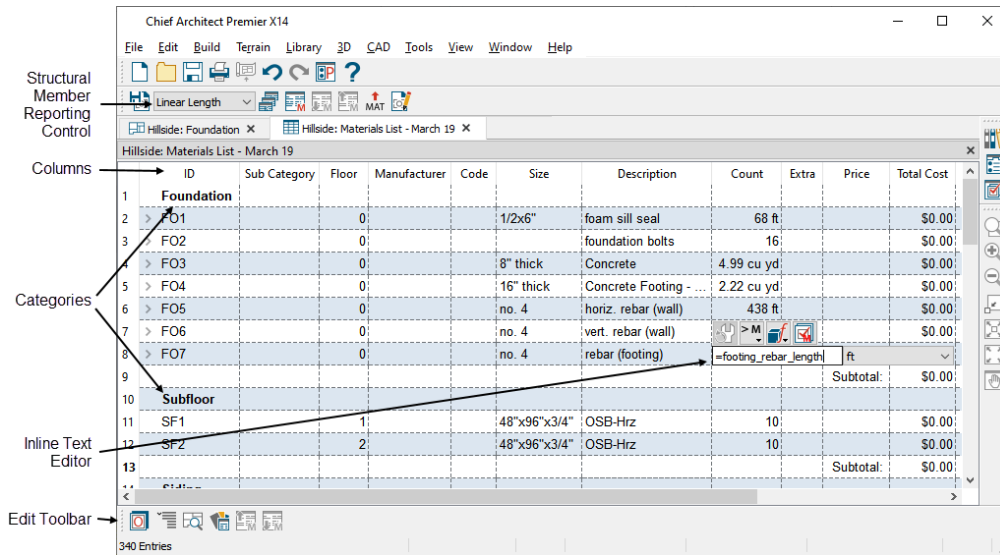 Chief Architect Premier X14
File Edit Build Terrain Library 3D CAD Tools View Window Help
Structural
Member
Reporting
Control
Linear Length
M M M MAT
Hillside: Foundation Hillside: Materials List - March 19
Hillside: Materials List - March 19
Columns
ID Sub Category Floor Manufacturer Code Size Description Count Extra Price Total Cost
1 Foundation
2 FO1 0 1/2x6" foam sill seal 68 ft $0.00
3 FO2 0 foundation bolts 16 $0.00
4 FO3 0 8" thick Concrete 4.99 cu yd $0.00
Categories
5 FO4 0 16" thick Concrete Footing - ... 2.22 cu yd $0.00
6 FO5 0 no. 4 horiz. rebar (wall) 438 ft $0.00
7 FO6 0 no. 4 vert. rebar (wall) >M $0.00
8 FO7 0 no. 4 rebar (footing) =footing_rebar_length ft $0.00
9 Subtotal: $0.00
10 Subfloor
11 SF1 1 48"x96"x3/4" OSB-Hrz 10 $0.00
Inline Text
Editor
12 SF2 2 48"x96"x3/4" OSB-Hrz 10 $0.00
13 Subtotal: $0.00
14 Siding
Edit Toolbar
340 Entries